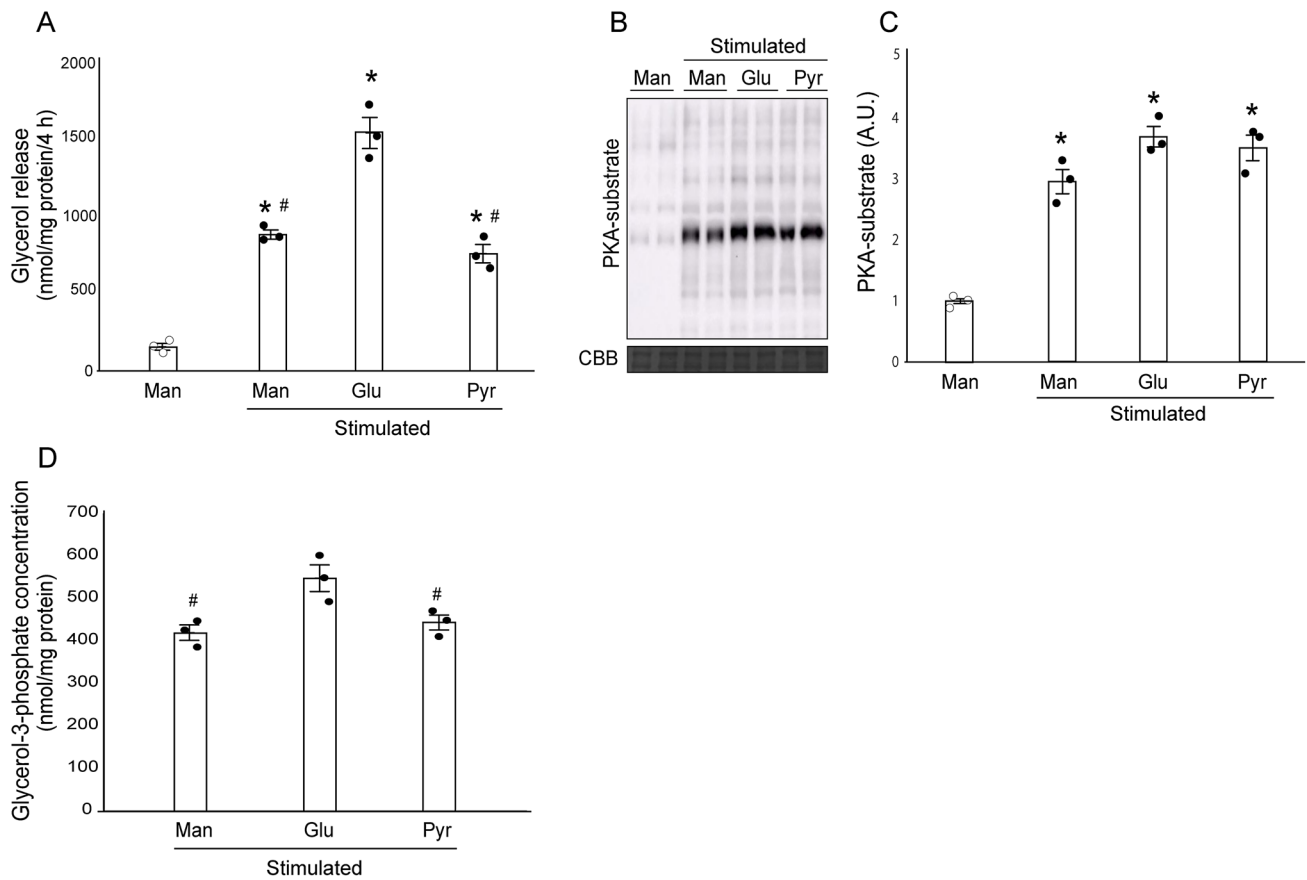 A
Glycerol release
(nmol/mg protein/4 h)
2000
1500
1000
500
0
* #
*
* #
Man
Man
Glu
Pyr
Stimulated
B
Stimulated
Man
Man
Glu
Pyr
PKA-substrate
CBB
C
PKA-substrate (A.U.)
5
4
3
2
1
0
*
*
*
Man
Man
Glu
Pyr
Stimulated
D
Glycerol-3-phosphate concentration
(nmol/mg protein)
700
600
500
400
300
200
100
0
#
#
Man
Glu
Pyr
Stimulated